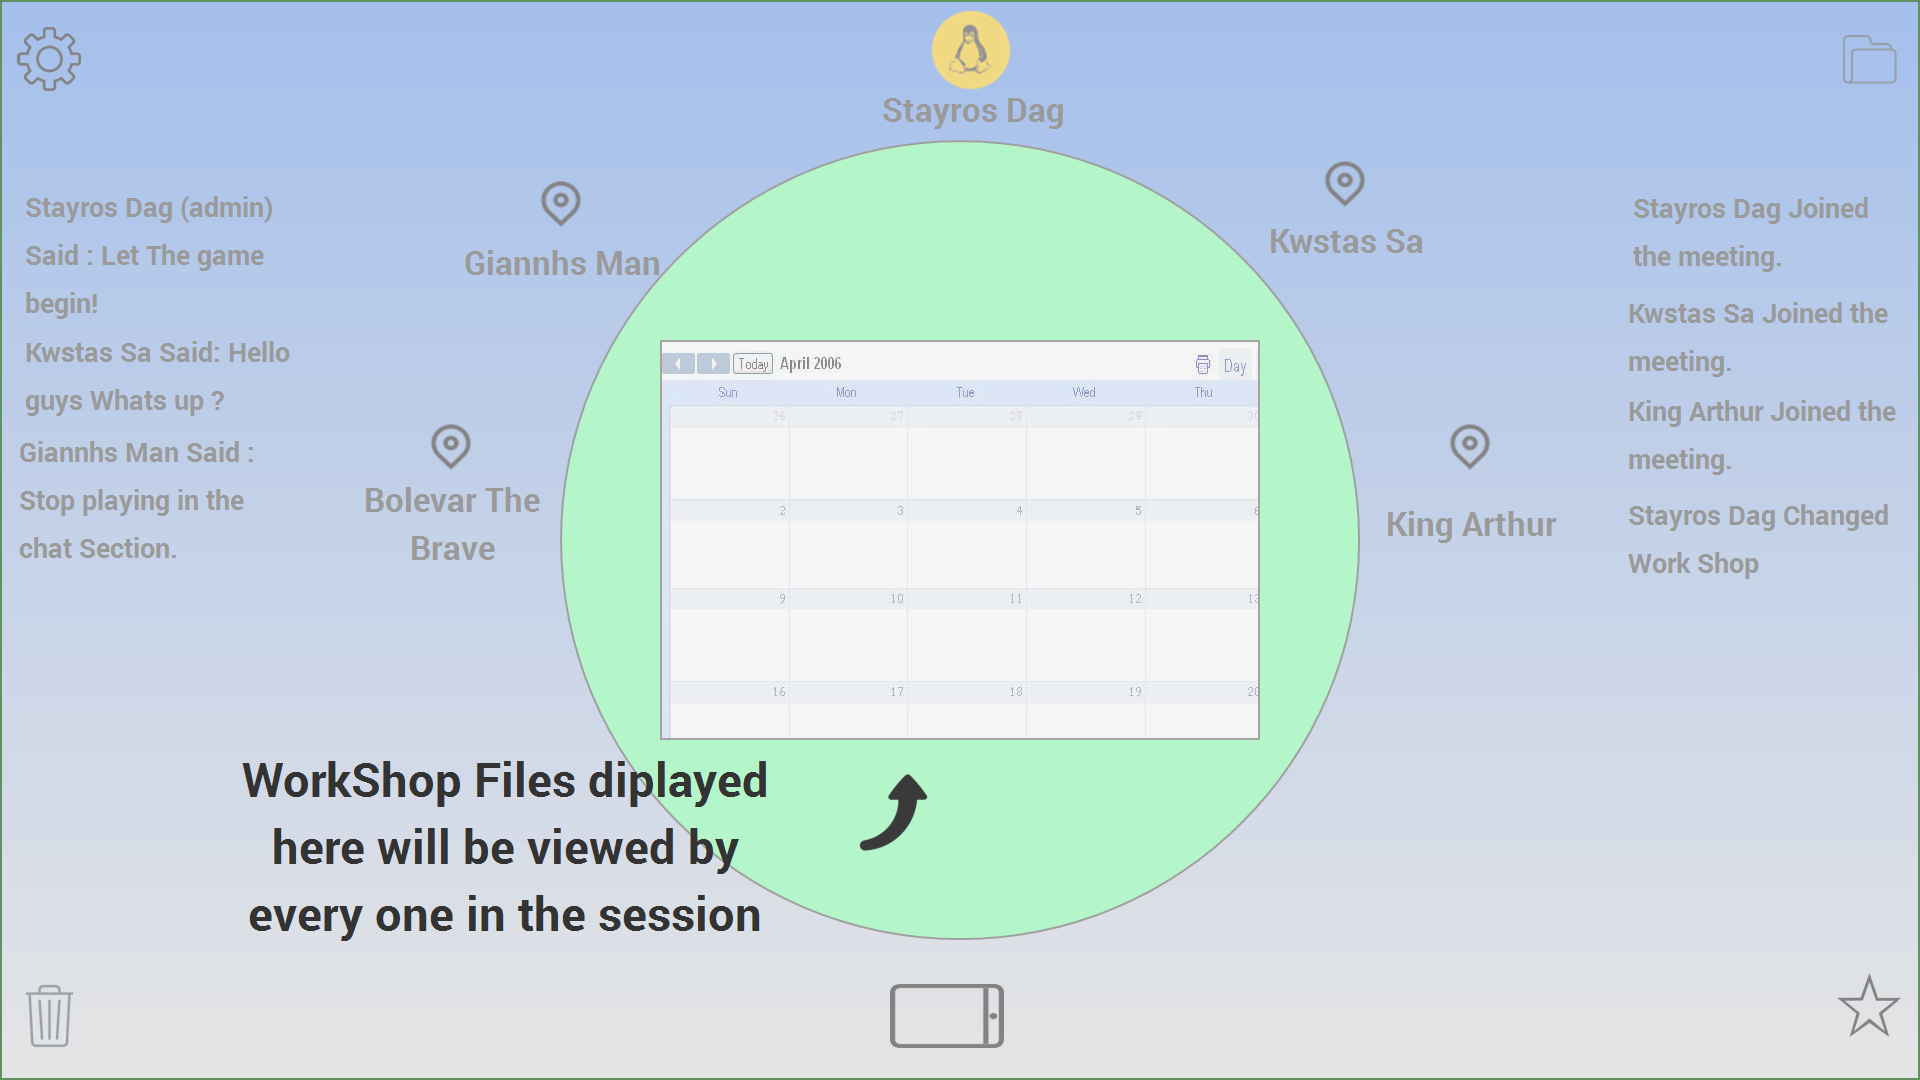 Stayros Dag
Stayros Dag (admin)
Said : Let The game
begin!
Kwstas Sa Said: Hello
guys Whats up ?
Giannhs Man Said :
Stop playing in the
chat Section.
Giannhs Man
Bolevar The
Brave
Kwstas Sa
King Arthur
Stayros Dag Joined
the meeting.
Kwstas Sa Joined the
meeting.
King Arthur Joined the
meeting.
Stayros Dag Changed
Work Shop
Today April 2006 Day
Sun Mon Tue Wed Thu
26 27 28 29 30
2 3 4 5 6
9 10 11 12 13
16 17 18 19 20
WorkShop Files diplayed
here will be viewed by
every one in the session